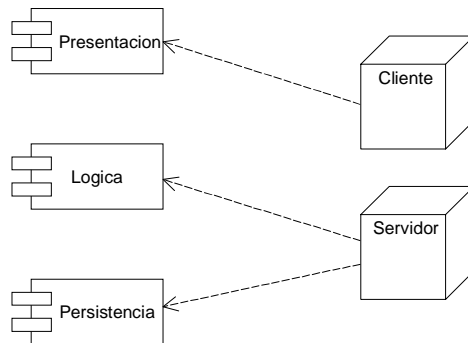 Presentacion
Cliente
Logica
Servidor
Persistencia